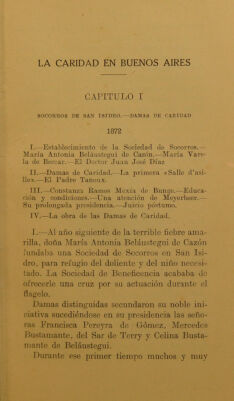 LA CARIDAD EN BUENOS AIRES
CAPITULO I
SOCORROS DE SAN ISIDRO.—DAMAS DE CARIDAD
1872
I.—Establecimiento de la Sociedad de Socorros.—
María Antonia Beláustegui de Cazón.—María Vare-
la de Beccar.—El Doctor Juan José Díaz
II.—Damas de Caridad.—La primera «Salle d'asi-
lle».—El Padre Tanoux.
III.—Constanza Ramos Mexía de Bunge.—Educa-
ción y condiciones.—Una atención de Meyerbeer.—
Su prolongada presidencia.—Juicio póstumo.
IV.—La obra de las Damas de Caridad.
I.—Al año siguiente de la terrible fiebre ama-
rilla, doña María Antonia Beláustegui de Cazón
fundaba una Sociedad de Socorros en San Isi-
dro, para refugio del doliente y del niño necesi-
tado. La Sociedad de Beneficencia acababa de
ofrecerle una cruz por su actuación durante el
flagelo.
Damas distinguidas secundaron su noble ini-
ciativa sucediéndose en su presidencia las seño-
ras Francisca Pereyra de Gómez, Mercedes
Bustamante, del Sar de Terry y Celina Busta-
mante de Beláustegui.
Durante ese primer tiempo muchos y muy